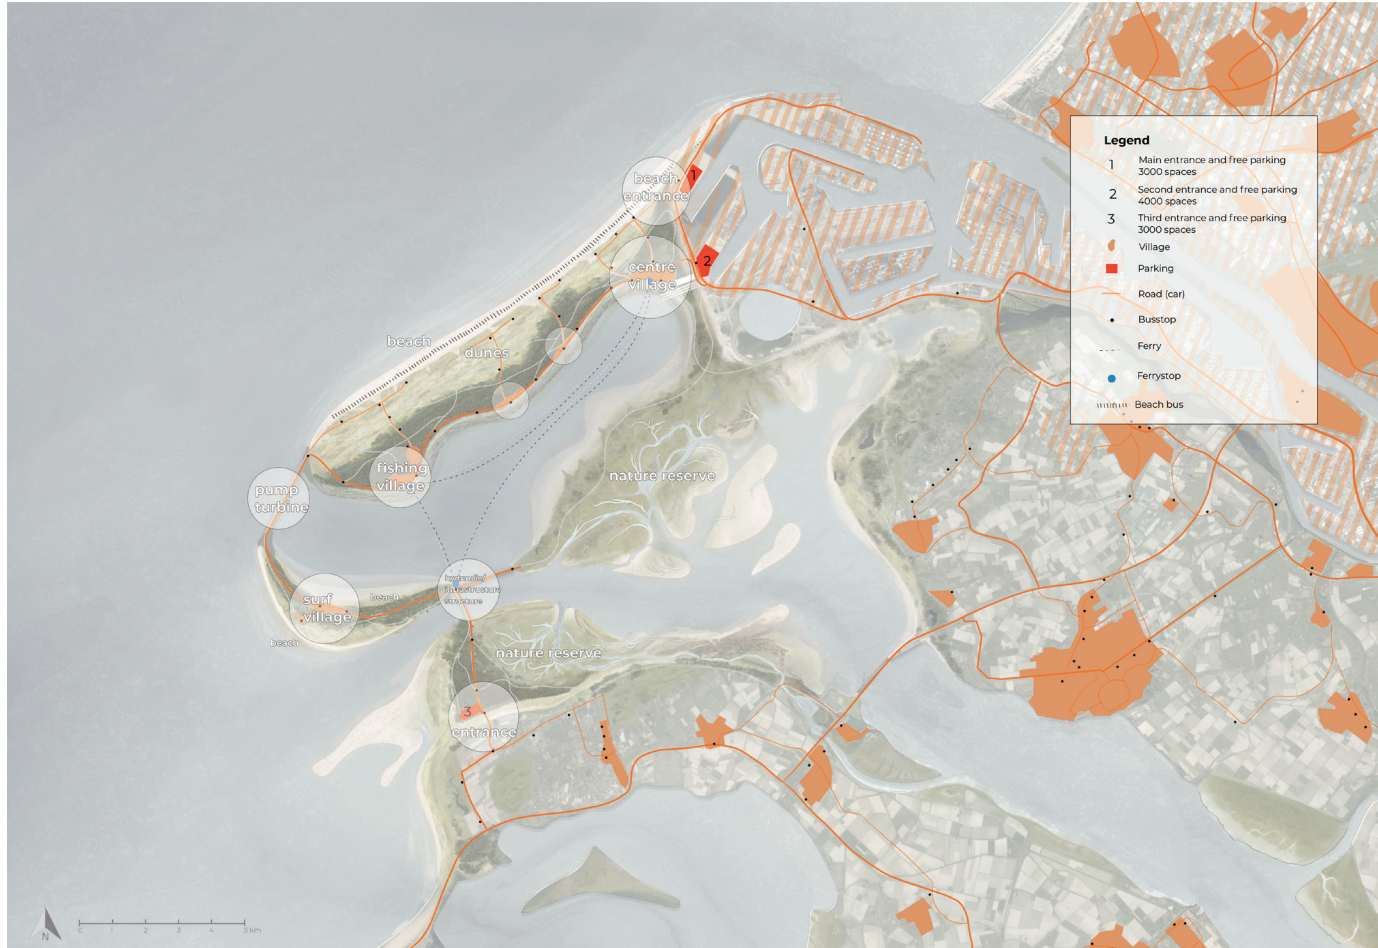 Legend
1 Main entrance and free parking
3000 spaces
2 Second entrance and free parking
4000 spaces
3 Third entrance and free parking
3000 spaces
Village
Parking
Road (car)
Busstop
Ferry
Ferrystop
Beach bus
beach
entrance
1
centre
village
2
beach
dunes
fishing
village
nature reserve
pump
turbine
hydraulic/
infrastructure
structure
surf
village
beach
beach
nature reserve
3
entrance
N
0 1 2 3 4 5 km